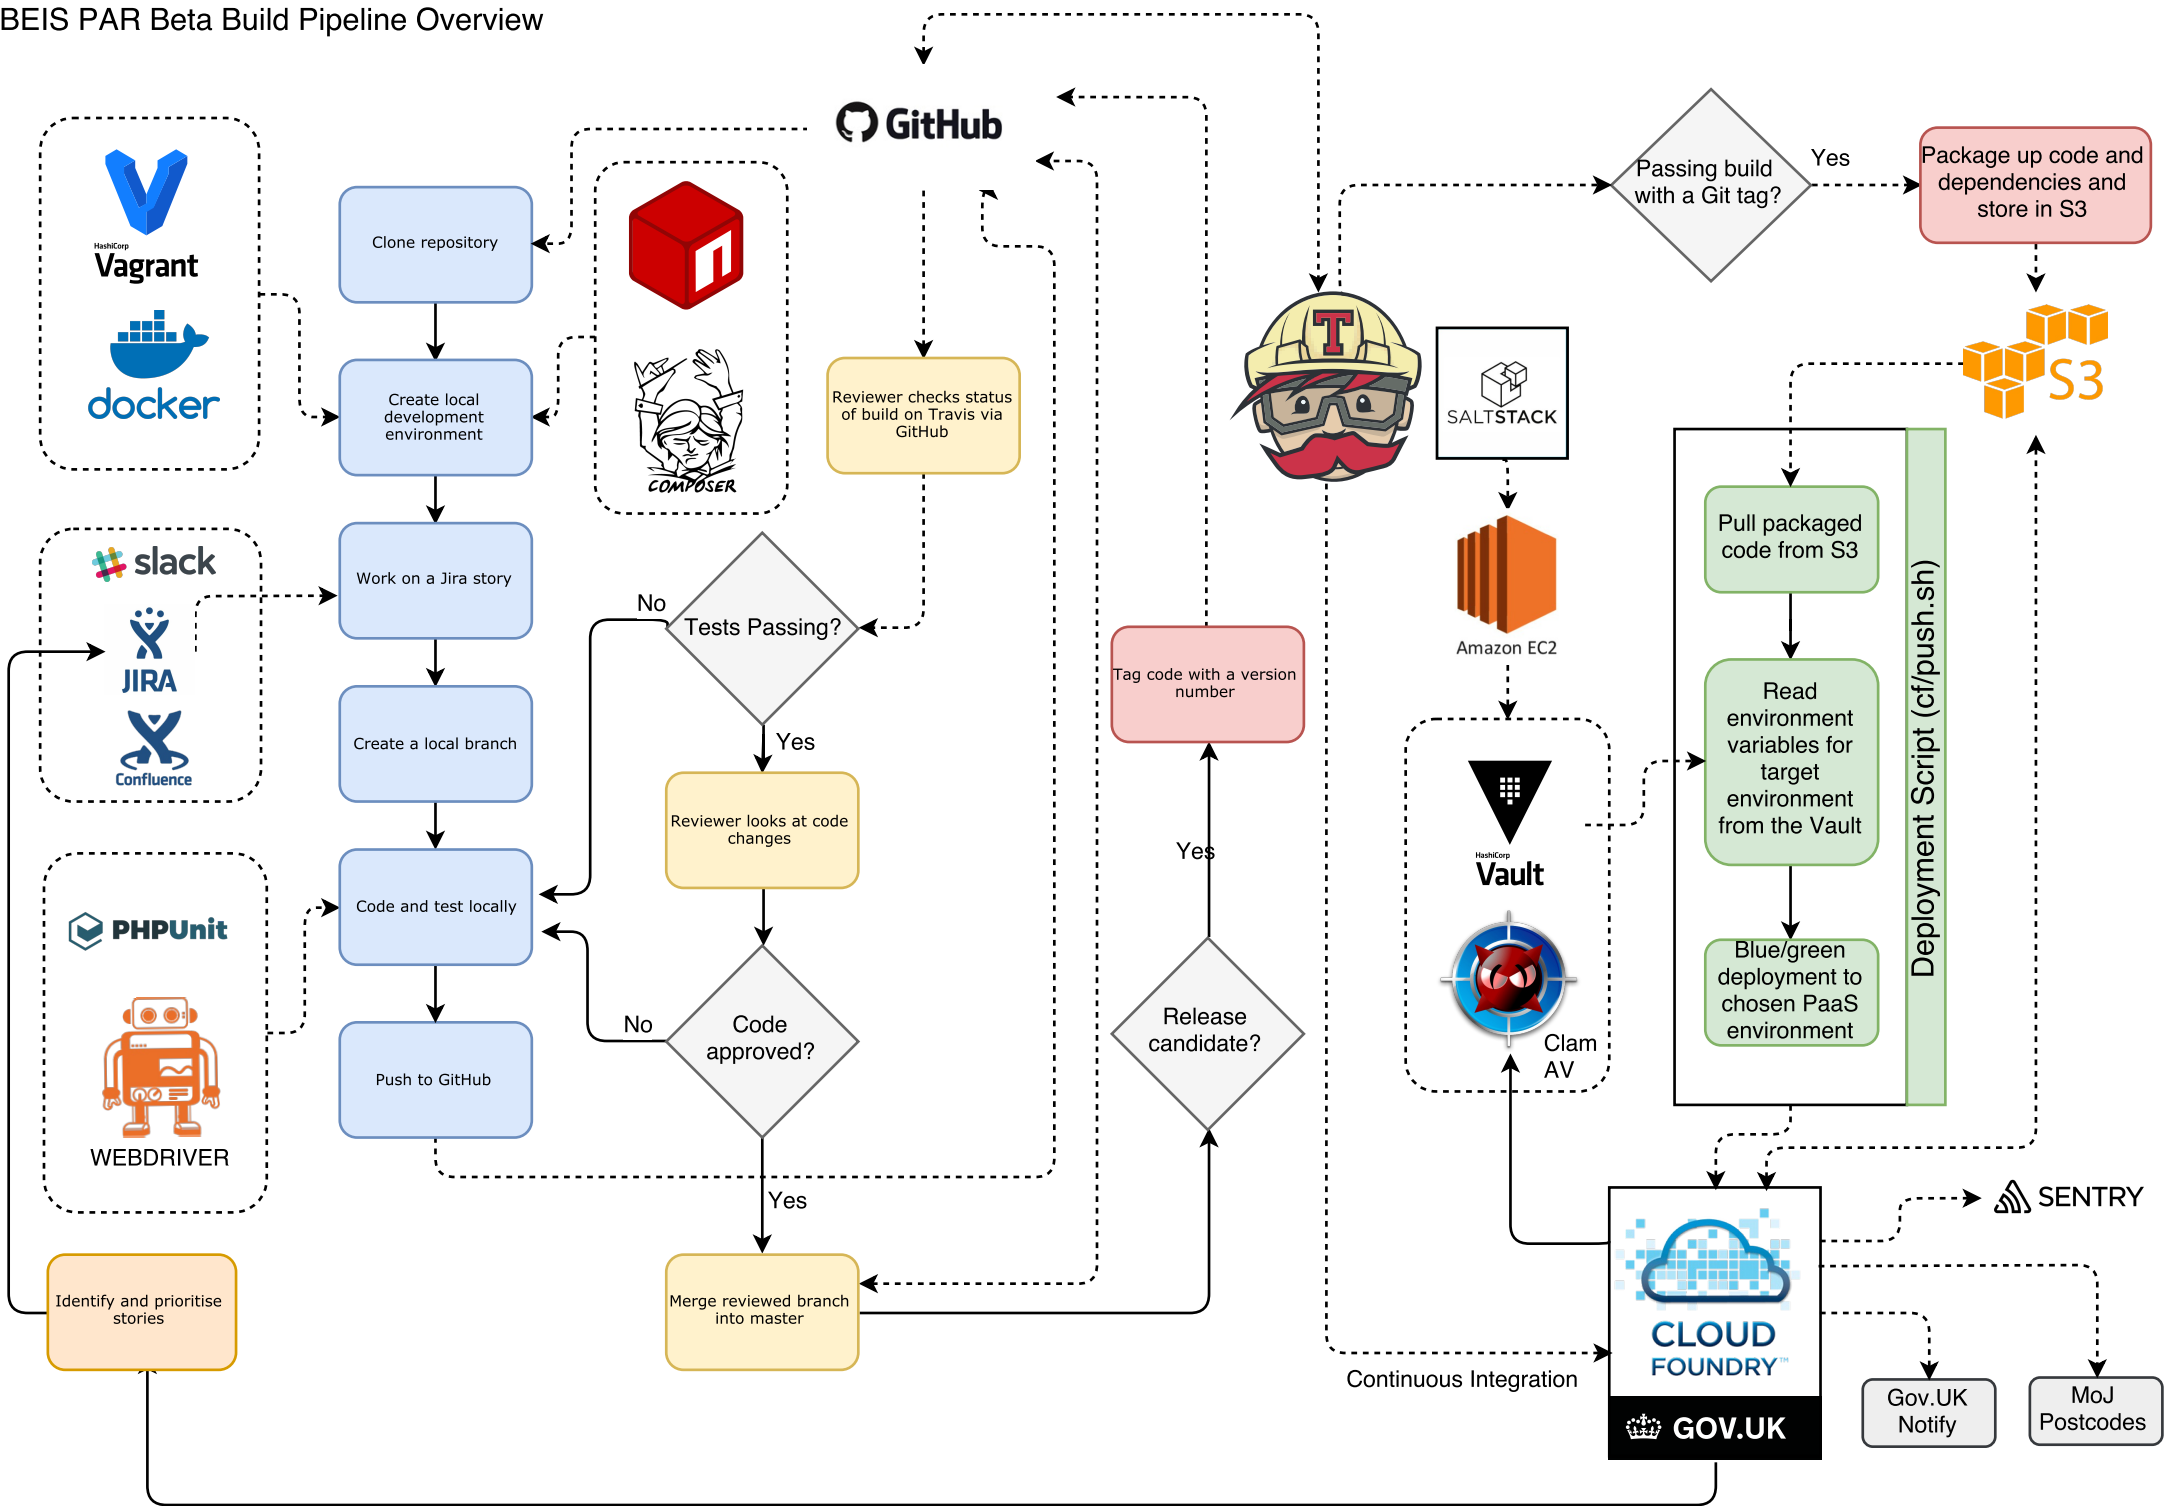 BEIS PAR Beta Build Pipeline Overview
GitHub
HashiCorp
Vagrant
docker
Clone repository
Create local
development
environment
n
COMPOSER
Reviewer checks status
of build on Travis via
GitHub
slack
JIRA
Confluence
Work on a Jira story
Create a local branch
Code and test locally
Push to GitHub
PHPUnit
WEBDRIVER
Identify and prioritise
stories
No
Tests Passing?
Yes
Reviewer looks at code
changes
No
Code
approved?
Yes
Merge reviewed branch
into master
Tag code with a version
number
Yes
Release
candidate?
T
SALTSTACK
Amazon EC2
HashiCorp
Vault
Clam
AV
Continuous Integration
Passing build
with a Git tag?
Yes
Package up code and
dependencies and
store in S3
S3
Pull packaged
code from S3
Read
environment
variables for
target
environment
from the Vault
Blue/green
deployment to
chosen PaaS
environment
Deployment Script (cf/push.sh)
CLOUD
FOUNDRY™
GOV.UK
SENTRY
Gov.UK
Notify
MoJ
Postcodes